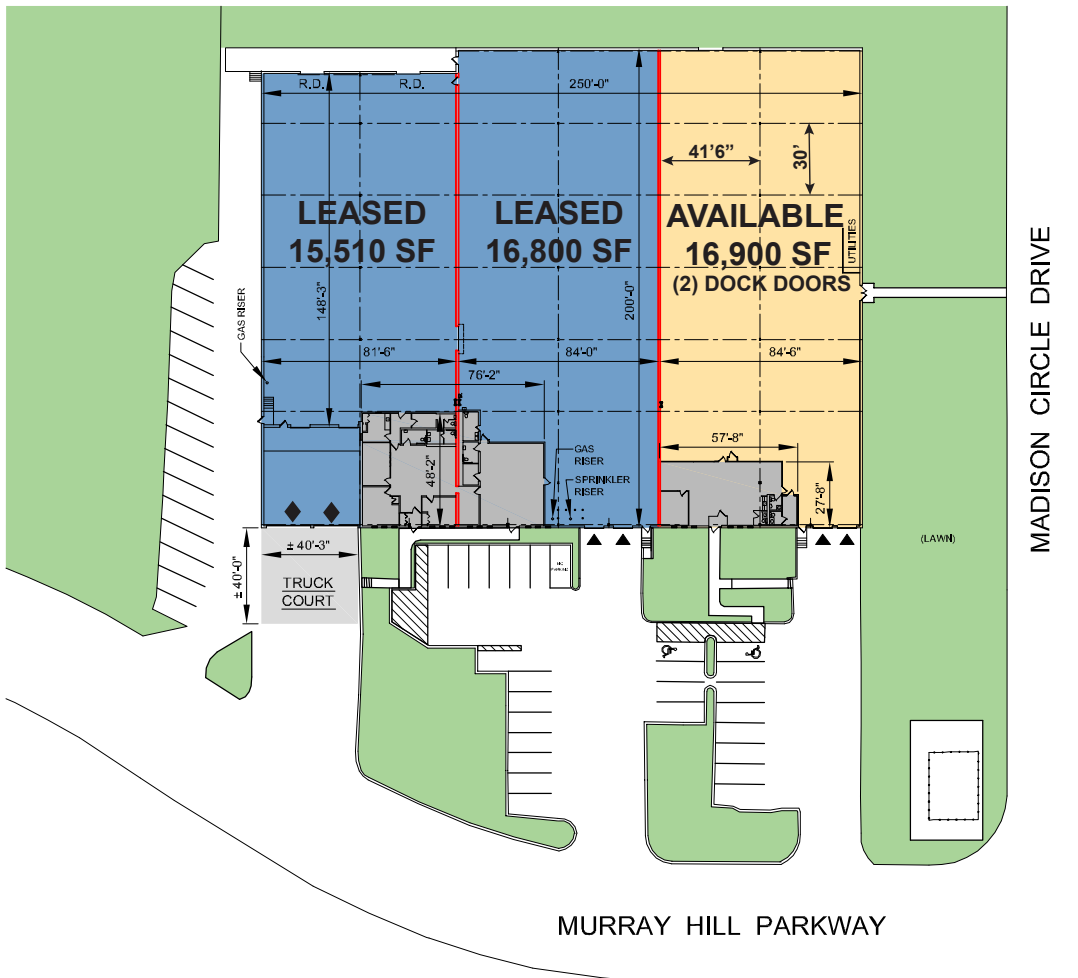 R.D.
R.D.
250'-0"
41'6”
30'
LEASED
15,510 SF
LEASED
16,800 SF
AVAILABLE
16,900 SF
(2) DOCK DOORS
UTILITIES
GAS RISER
148'-3"
200'-0"
81'-6"
84'-0"
84'-6"
76'-2"
48'-2"
GAS
RISER
SPRINKLER
RISER
57'-8"
27'-8"
± 40'-3"
± 40'-0"
TRUCK
COURT
NO
PARKING
(LAWN)
MADISON CIRCLE DRIVE
MURRAY HILL PARKWAY